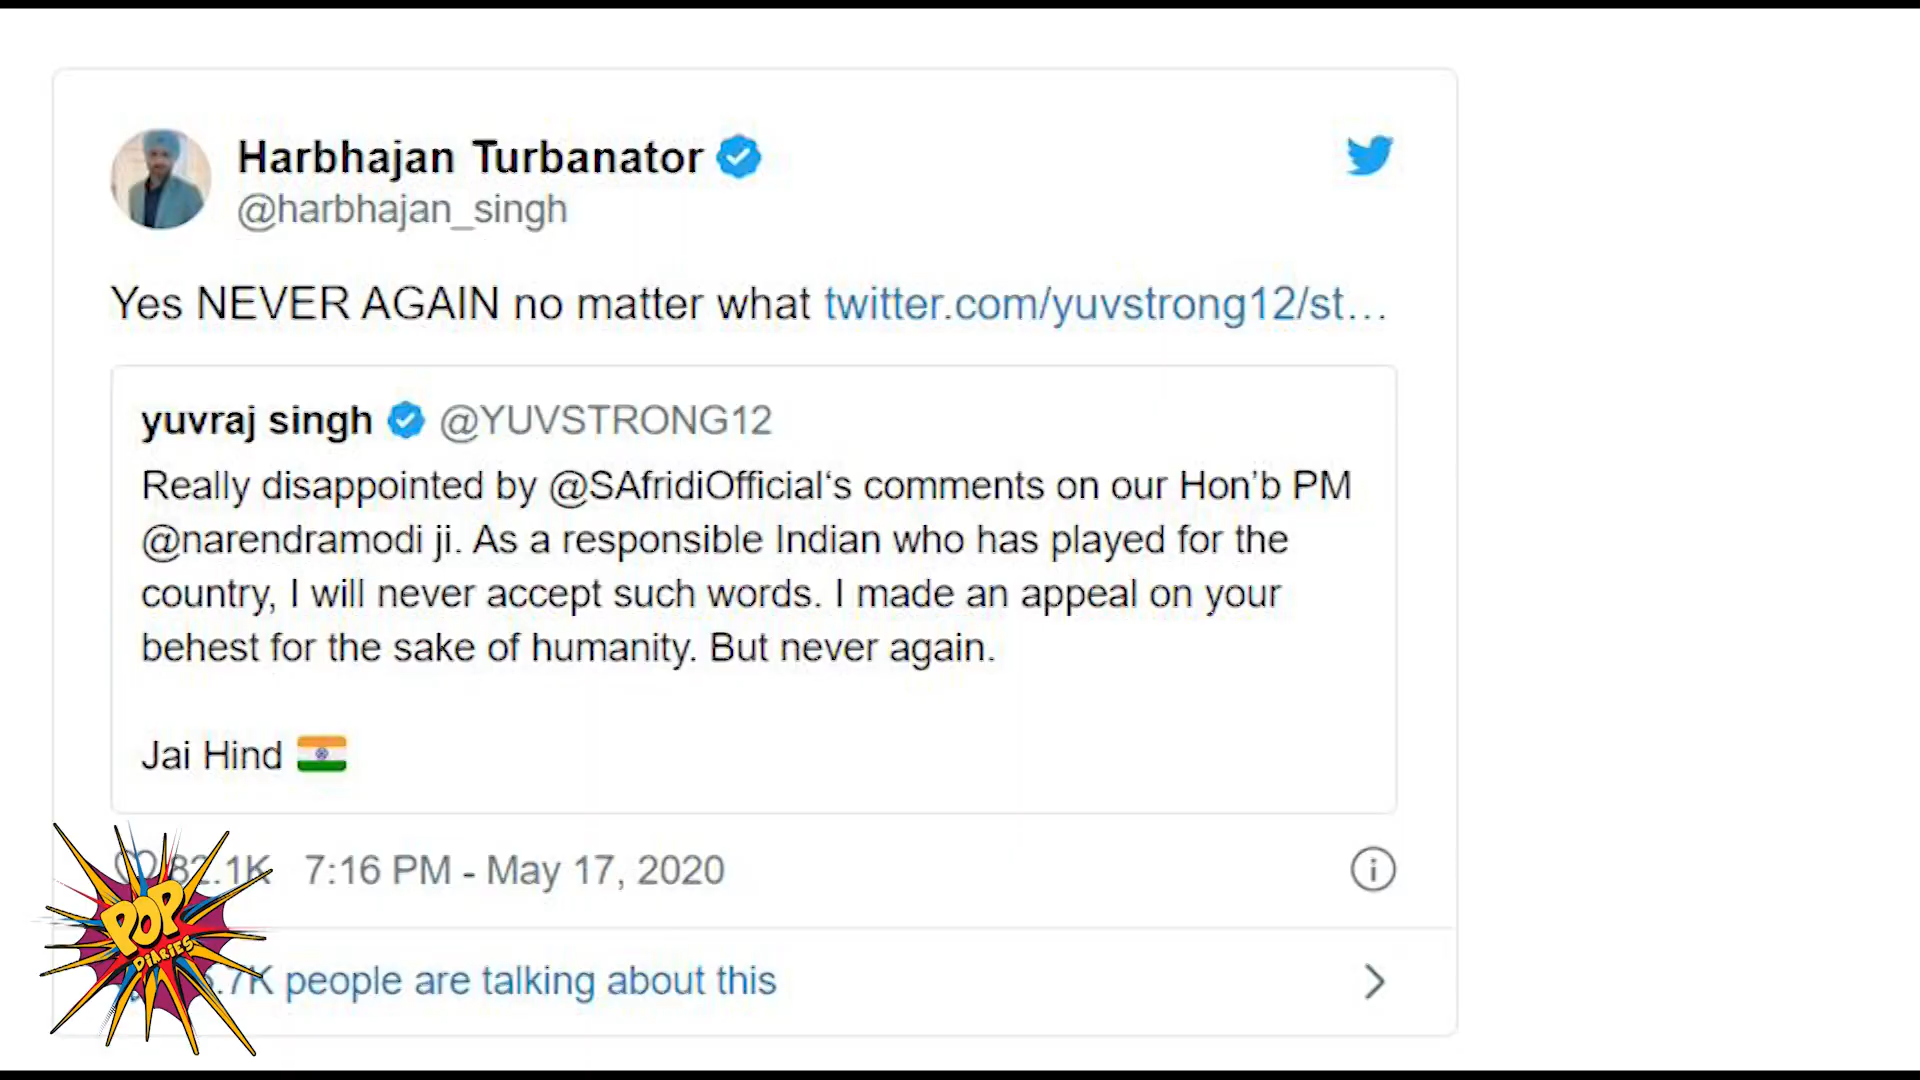 Harbhajan Turbanator
@harbhajan_singh
Yes NEVER AGAIN no matter what twitter.com/yuvstrong12/st...
yuvraj singh @YUVSTRONG12
Really disappointed by @SAfridiOfficial‘s comments on our Hon’b PM
@narendramodi ji. As a responsible Indian who has played for the
country, I will never accept such words. I made an appeal on your
behest for the sake of humanity. But never again.
Jai Hind
82.1K 7:16 PM - May 17, 2020
people are talking about this
POP
DIARIES